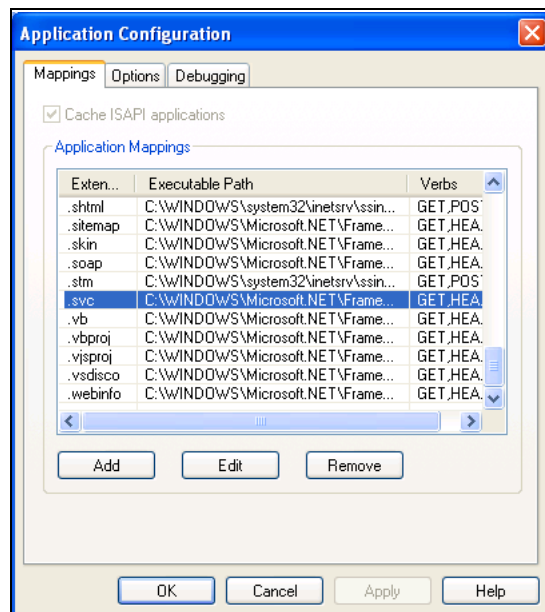 Application Configuration
Mappings Options Debugging
Cache ISAPI applications
Application Mappings
Exten... Executable Path Verbs
.shtml C:\WINDOWS\system32\inetsrv\ssin... GET,POST
.sitemap C:\WINDOWS\Microsoft.NET\Frame... GET,HEA.
.skin C:\WINDOWS\Microsoft.NET\Frame... GET,HEA.
.soap C:\WINDOWS\Microsoft.NET\Frame... GET,HEA.
.stm C:\WINDOWS\system32\inetsrv\ssin... GET,POST
.svc C:\WINDOWS\Microsoft.NET\Frame... GET,HEA.
.vb C:\WINDOWS\Microsoft.NET\Frame... GET,HEA.
.vbproj C:\WINDOWS\Microsoft.NET\Frame... GET,HEA.
.vjsproj C:\WINDOWS\Microsoft.NET\Frame... GET,HEA.
.vsdisco C:\WINDOWS\Microsoft.NET\Frame... GET,HEA.
.webinfo C:\WINDOWS\Microsoft.NET\Frame... GET,HEA.
Add Edit Remove
OK Cancel Apply Help